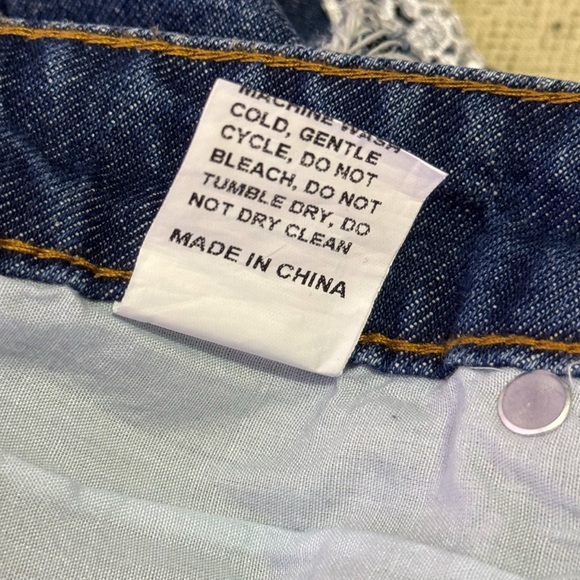 MACHINE WASH
COLD, GENTLE
CYCLE, DO NOT
BLEACH, DO NOT
TUMBLE DRY, DO
NOT DRY CLEAN
MADE IN CHINA